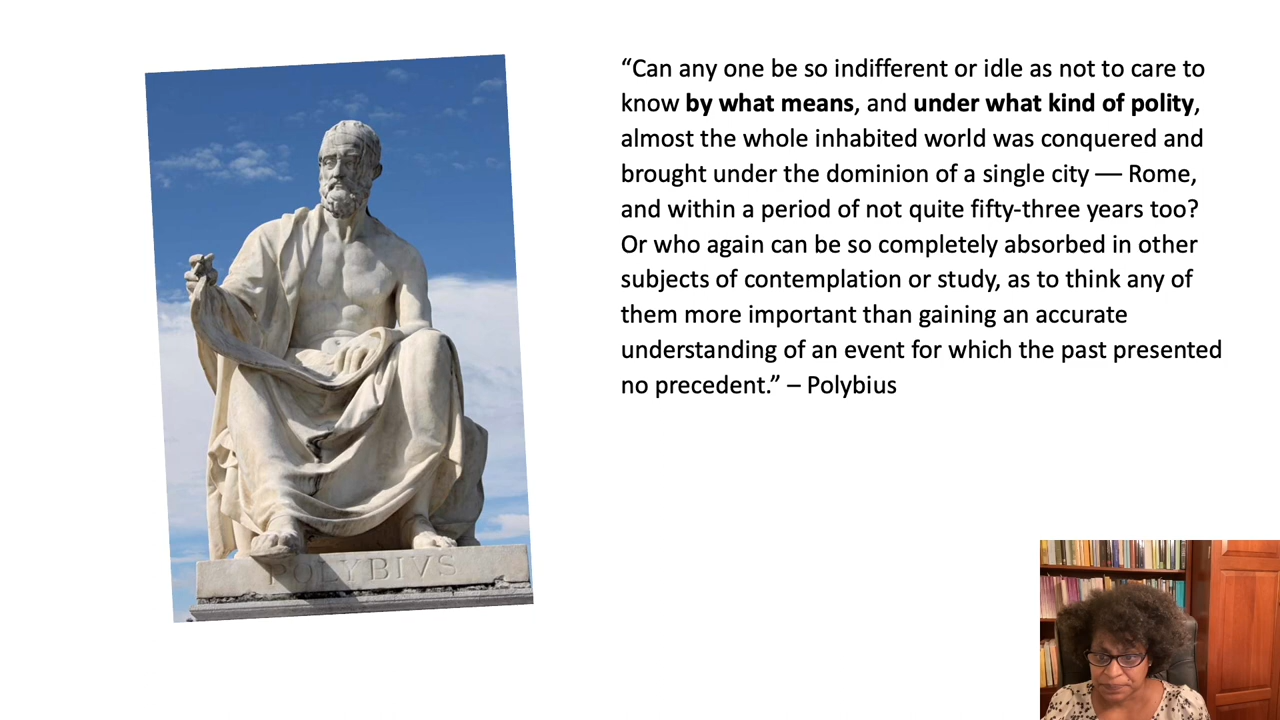 “Can any one be so indifferent or idle as not to care to
know by what means, and under what kind of polity,
almost the whole inhabited world was conquered and
brought under the dominion of a single city — Rome,
and within a period of not quite fifty-three years too?
Or who again can be so completely absorbed in other
subjects of contemplation or study, as to think any of
them more important than gaining an accurate
understanding of an event for which the past presented
no precedent.” – Polybius
POLYBIVS